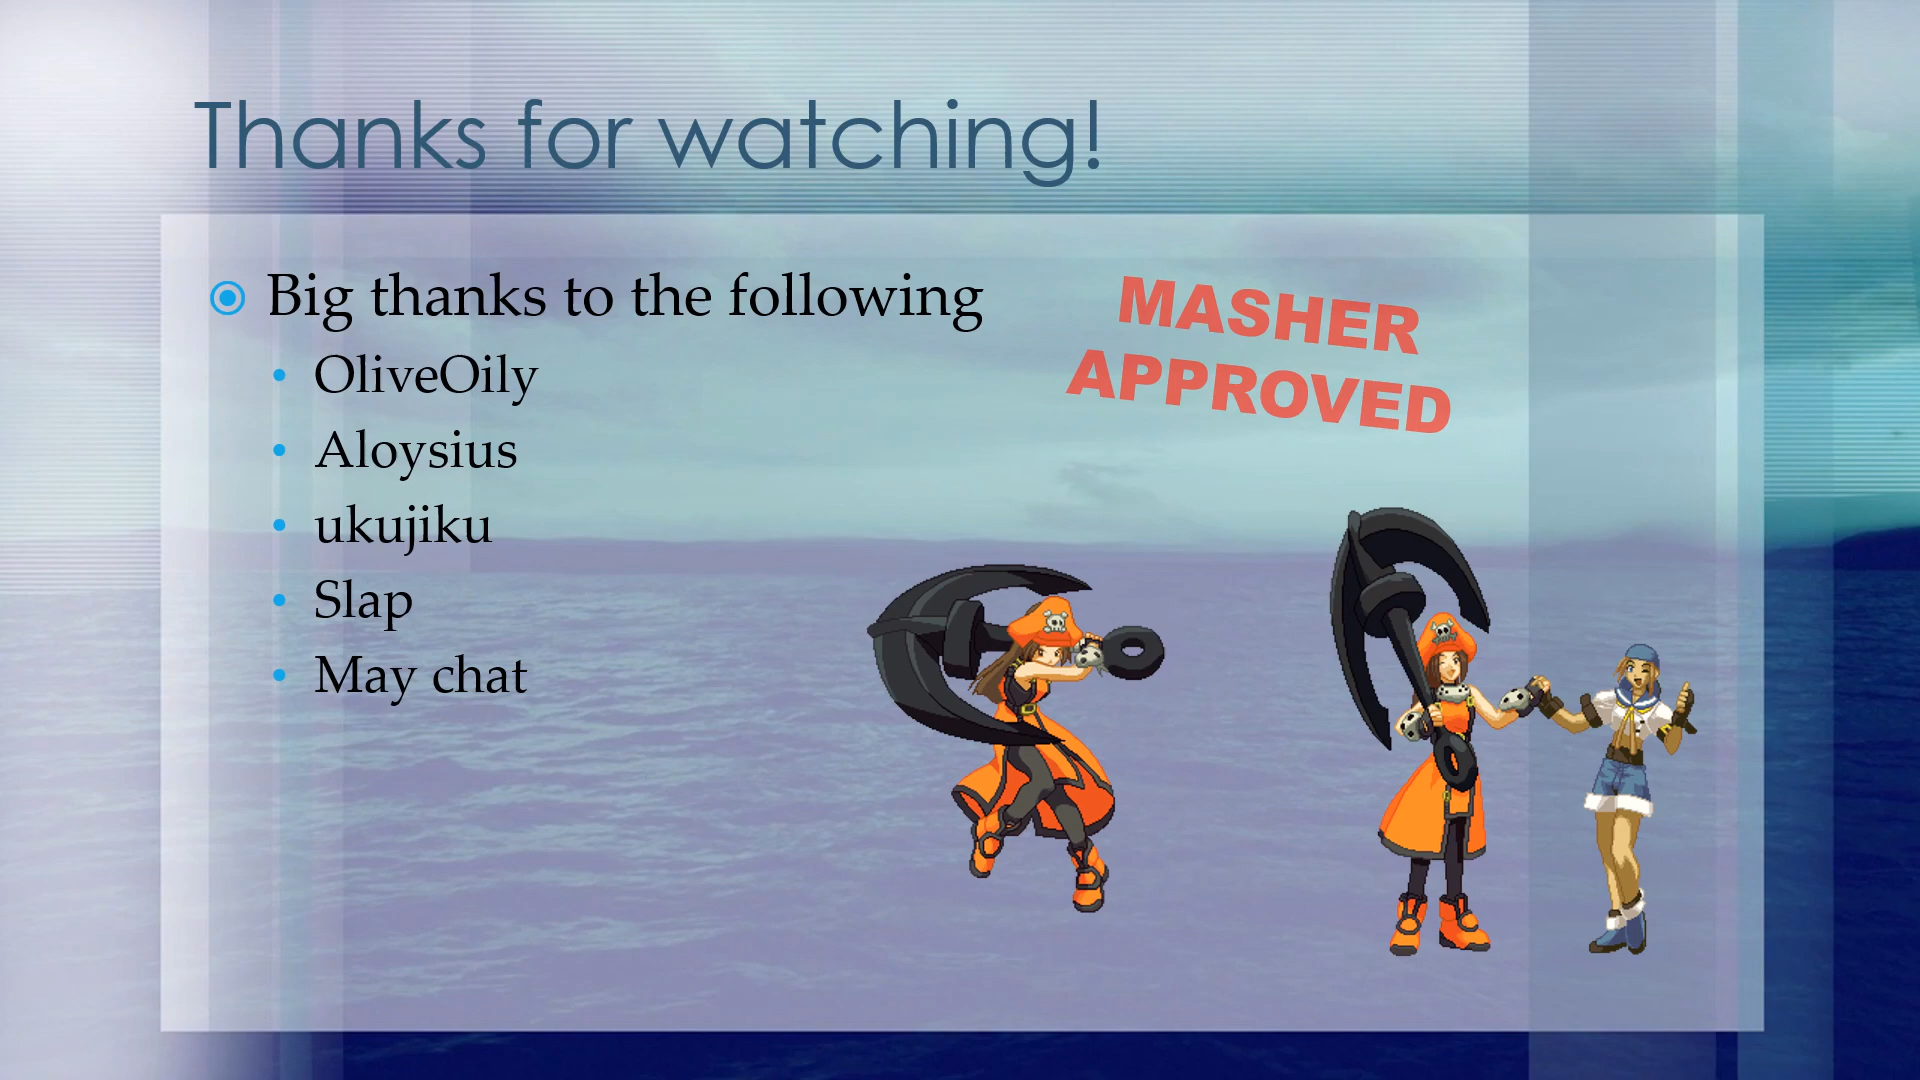 Thanks for watching!
Big thanks to the following
OliveOily
Aloysius
ukujiku
Slap
May chat
MASHER
APPROVED